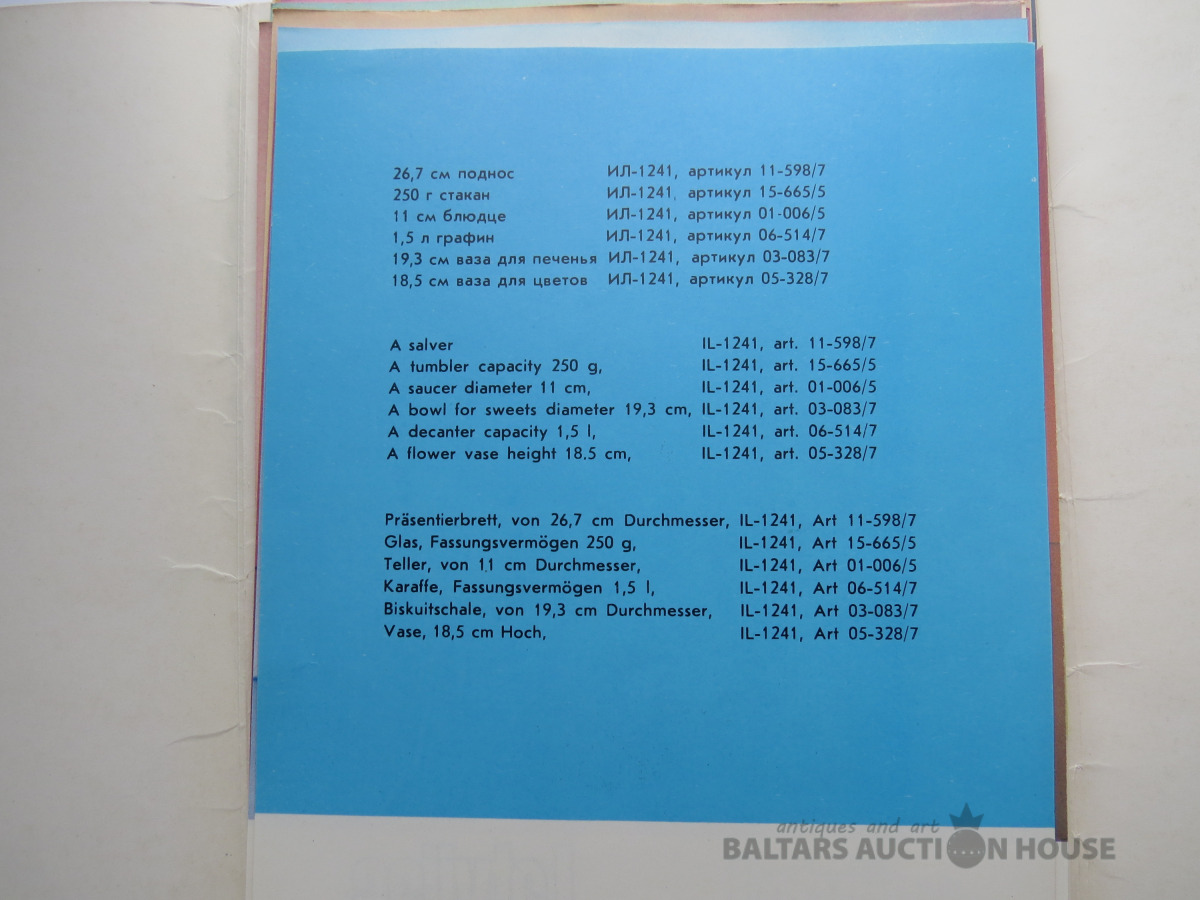 26,7 см поднос ИЛ-1241, артикул 11-598/7
250 г стакан ИЛ-1241, артикул 15-665/5
11 см блюдце ИЛ-1241, артикул 01-006/5
1,5 л графин ИЛ-1241, артикул 06-514/7
19,3 см ваза для печенья ИЛ-1241, артикул 03-083/7
18,5 см ваза для цветов ИЛ-1241, артикул 05-328/7
A salver IL-1241, art. 11-598/7
A tumbler capacity 250 g, IL-1241, art. 15-665/5
A saucer diameter 11 cm, IL-1241, art. 01-006/5
A bowl for sweets diameter 19,3 cm, IL-1241, art. 03-083/7
A decanter capacity 1,5 l, IL-1241, art. 06-514/7
A flower vase height 18.5 cm, IL-1241, art. 05-328/7
Präsentierbrett, von 26,7 cm Durchmesser, IL-1241, Art 11-598/7
Glas, Fassungsvermögen 250 g, IL-1241, Art 15-665/5
Teller, von 11 cm Durchmesser, IL-1241, Art 01-006/5
Karaffe, Fassungsvermögen 1,5 l, IL-1241, Art 06-514/7
Biskuitschale, von 19,3 cm Durchmesser, IL-1241, Art 03-083/7
Vase, 18,5 cm Hoch, IL-1241, Art 05-328/7
antiques and art
BALTARS AUCTION HOUSE